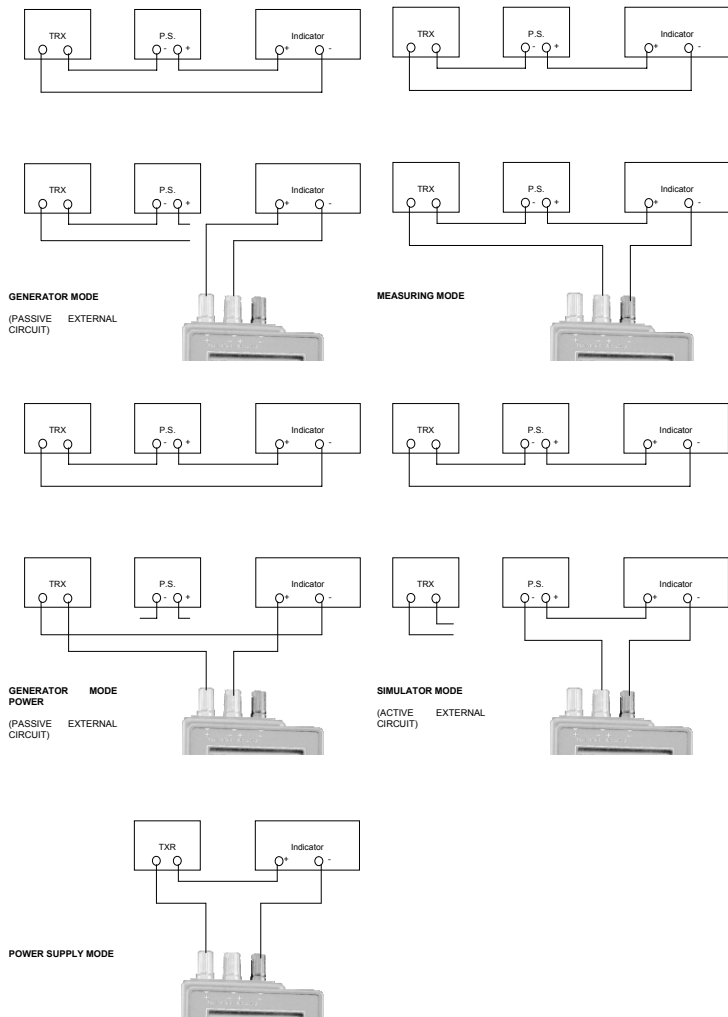 TRX P.S. Indicator
- + + -
TRX P.S. Indicator
- + + -
TRX P.S. Indicator
- + + -
GENERATOR MODE
(PASSIVE EXTERNAL
CIRCUIT)
TRX P.S. Indicator
- + + -
MEASURING MODE
TRX P.S. Indicator
- + + -
TRX P.S. Indicator
- + + -
TRX P.S. Indicator
- + + -
GENERATOR MODE
POWER
(PASSIVE EXTERNAL
CIRCUIT)
TRX P.S. Indicator
- + + -
SIMULATOR MODE
(ACTIVE EXTERNAL
CIRCUIT)
TXR Indicator
+ -
POWER SUPPLY MODE